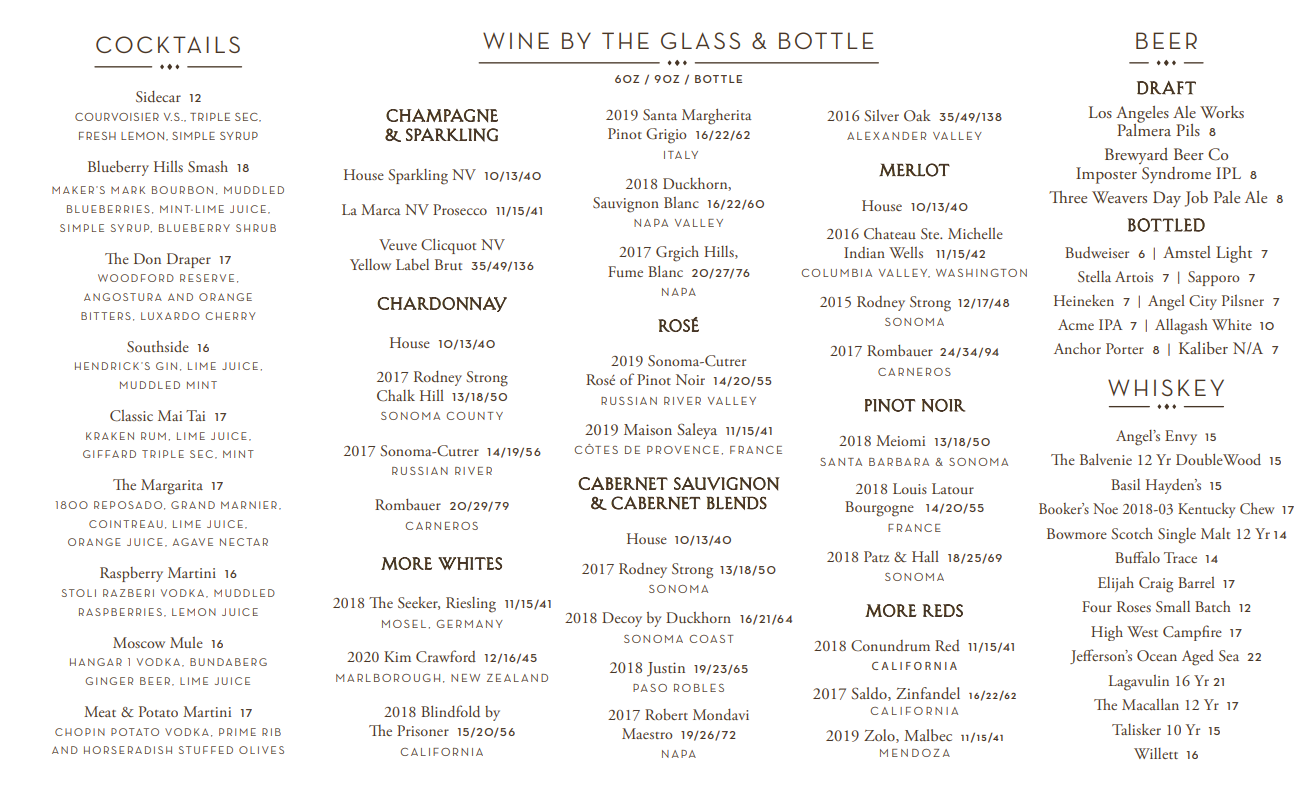 COCKTAILS
Sidecar 12
COURVOISIER V.S., TRIPLE SEC,
FRESH LEMON, SIMPLE SYRUP
Blueberry Hills Smash 18
MAKER'S MARK BOURBON, MUDDLED
BLUEBERRIES, MINT-LIME JUICE,
SIMPLE SYRUP, BLUEBERRY SHRUB
The Don Draper 17
WOODFORD RESERVE,
ANGOSTURA AND ORANGE
BITTERS, LUXARDO CHERRY
Southside 16
HENDRICK'S GIN, LIME JUICE,
MUDDLED MINT
Classic Mai Tai 17
KRAKEN RUM, LIME JUICE,
GIFFARD TRIPLE SEC, MINT
The Margarita 17
1800 REPOSADO, GRAND MARNIER,
COINTREAU, LIME JUICE,
ORANGE JUICE, AGAVE NECTAR
Raspberry Martini 16
STOLI RAZBERI VODKA, MUDDLED
RASPBERRIES, LEMON JUICE
Moscow Mule 16
HANGAR 1 VODKA, BUNDABERG
GINGER BEER, LIME JUICE
Meat & Potato Martini 17
CHOPIN POTATO VODKA, PRIME RIB
AND HORSERADISH STUFFED OLIVES
WINE BY THE GLASS & BOTTLE
6OZ / 9OZ / BOTTLE
CHAMPAGNE
& SPARKLING
House Sparkling NV 10/13/40
La Marca NV Prosecco 11/15/41
Veuve Clicquot NV
Yellow Label Brut 35/49/136
CHARDONNAY
House 10/13/40
2017 Rodney Strong
Chalk Hill 13/18/50
SONOMA COUNTY
2017 Sonoma-Cutrer 14/19/56
RUSSIAN RIVER
Rombauer 20/29/79
CARNEROS
MORE WHITES
2018 The Seeker, Riesling 11/15/41
MOSEL, GERMANY
2020 Kim Crawford 12/16/45
MARLBOROUGH, NEW ZEALAND
2018 Blindfold by
The Prisoner 15/20/56
CALIFORNIA
2019 Santa Margherita
Pinot Grigio 16/22/62
ITALY
2018 Duckhorn,
Sauvignon Blanc 16/22/60
NAPA VALLEY
2017 Grgich Hills,
Fume Blanc 20/27/76
NAPA
ROSÉ
2019 Sonoma-Cutrer
Rosé of Pinot Noir 14/20/55
RUSSIAN RIVER VALLEY
2019 Maison Saleya 11/15/41
CÔTES DE PROVENCE, FRANCE
CABERNET SAUVIGNON
& CABERNET BLENDS
House 10/13/40
2017 Rodney Strong 13/18/50
SONOMA
2018 Decoy by Duckhorn 16/21/64
SONOMA COAST
2018 Justin 19/23/65
PASO ROBLES
2017 Robert Mondavi
Maestro 19/26/72
NAPA
2016 Silver Oak 35/49/138
ALEXANDER VALLEY
MERLOT
House 10/13/40
2016 Chateau Ste. Michelle
Indian Wells 11/15/42
COLUMBIA VALLEY, WASHINGTON
2015 Rodney Strong 12/17/48
SONOMA
2017 Rombauer 24/34/94
CARNEROS
PINOT NOIR
2018 Meiomi 13/18/50
SANTA BARBARA & SONOMA
2018 Louis Latour
Bourgogne 14/20/55
FRANCE
2018 Patz & Hall 18/25/69
SONOMA
MORE REDS
2018 Conundrum Red 11/15/41
CALIFORNIA
2017 Saldo, Zinfandel 16/22/62
CALIFORNIA
2019 Zolo, Malbec 11/15/41
MENDOZA
BEER
DRAFT
Los Angeles Ale Works
Palmera Pils 8
Brewyard Beer Co
Imposter Syndrome IPL 8
Three Weavers Day Job Pale Ale 8
BOTTLED
Budweiser 6 | Amstel Light 7
Stella Artois 7 | Sapporo 7
Heineken 7 | Angel City Pilsner 7
Acme IPA 7 | Allagash White 10
Anchor Porter 8 | Kaliber N/A 7
WHISKEY
Angel's Envy 15
The Balvenie 12 Yr DoubleWood 15
Basil Hayden's 15
Booker's Noe 2018-03 Kentucky Chew 17
Bowmore Scotch Single Malt 12 Yr 14
Buffalo Trace 14
Elijah Craig Barrel 17
Four Roses Small Batch 12
High West Campfire 17
Jefferson's Ocean Aged Sea 22
Lagavulin 16 Yr 21
The Macallan 12 Yr 17
Talisker 10 Yr 15
Willett 16